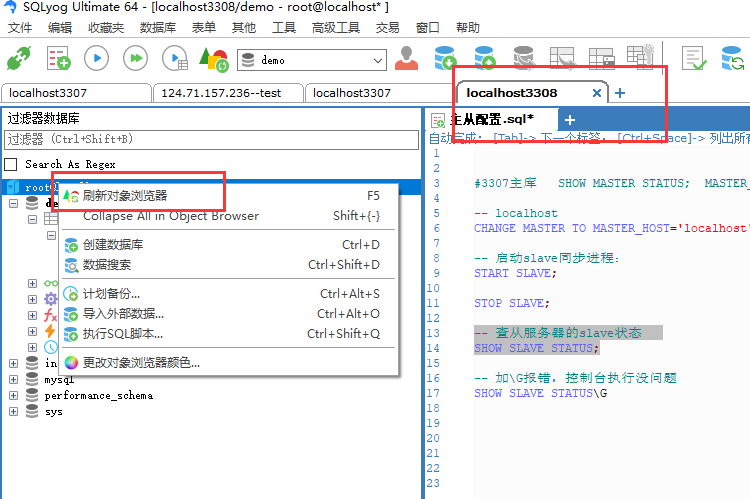 SQLyog Ultimate 64 - [localhost3308/demo - root@localhost* ]
文件 编辑 收藏夹 数据库 表单 其他 工具 高级工具 交易 窗口 帮助
demo
localhost3307 124.71.157.236--test localhost3307 localhost3308
过滤器数据库
过滤器 (Ctrl+Shift+B)
Search As Regex
root@
刷新对象浏览器 F5
Collapse All in Object Browser Shift+{-}
创建数据库 Ctrl+D
数据搜索 Ctrl+Shift+D
计划备份... Ctrl+Alt+S
导入外部数据... Ctrl+Alt+O
执行SQL脚本... Ctrl+Shift+Q
更改对象浏览器颜色...
de
in
mysql
performance_schema
sys
主从配置.sql*
自动完成: [Tab]-> 下一个标签, [Ctrl+Space]-> 列出所有
1
2
3 #3307主库 SHOW MASTER STATUS; MASTER_
4
5 -- localhost
6 CHANGE MASTER TO MASTER_HOST='localhost'
7
8 -- 启动slave同步进程:
9 START SLAVE;
10
11 STOP SLAVE;
12
13 -- 查从服务器的slave状态
14 SHOW SLAVE STATUS;
15
16 -- 加\G报错，控制台执行没问题
17 SHOW SLAVE STATUS\G
18
19
20
21
22
23